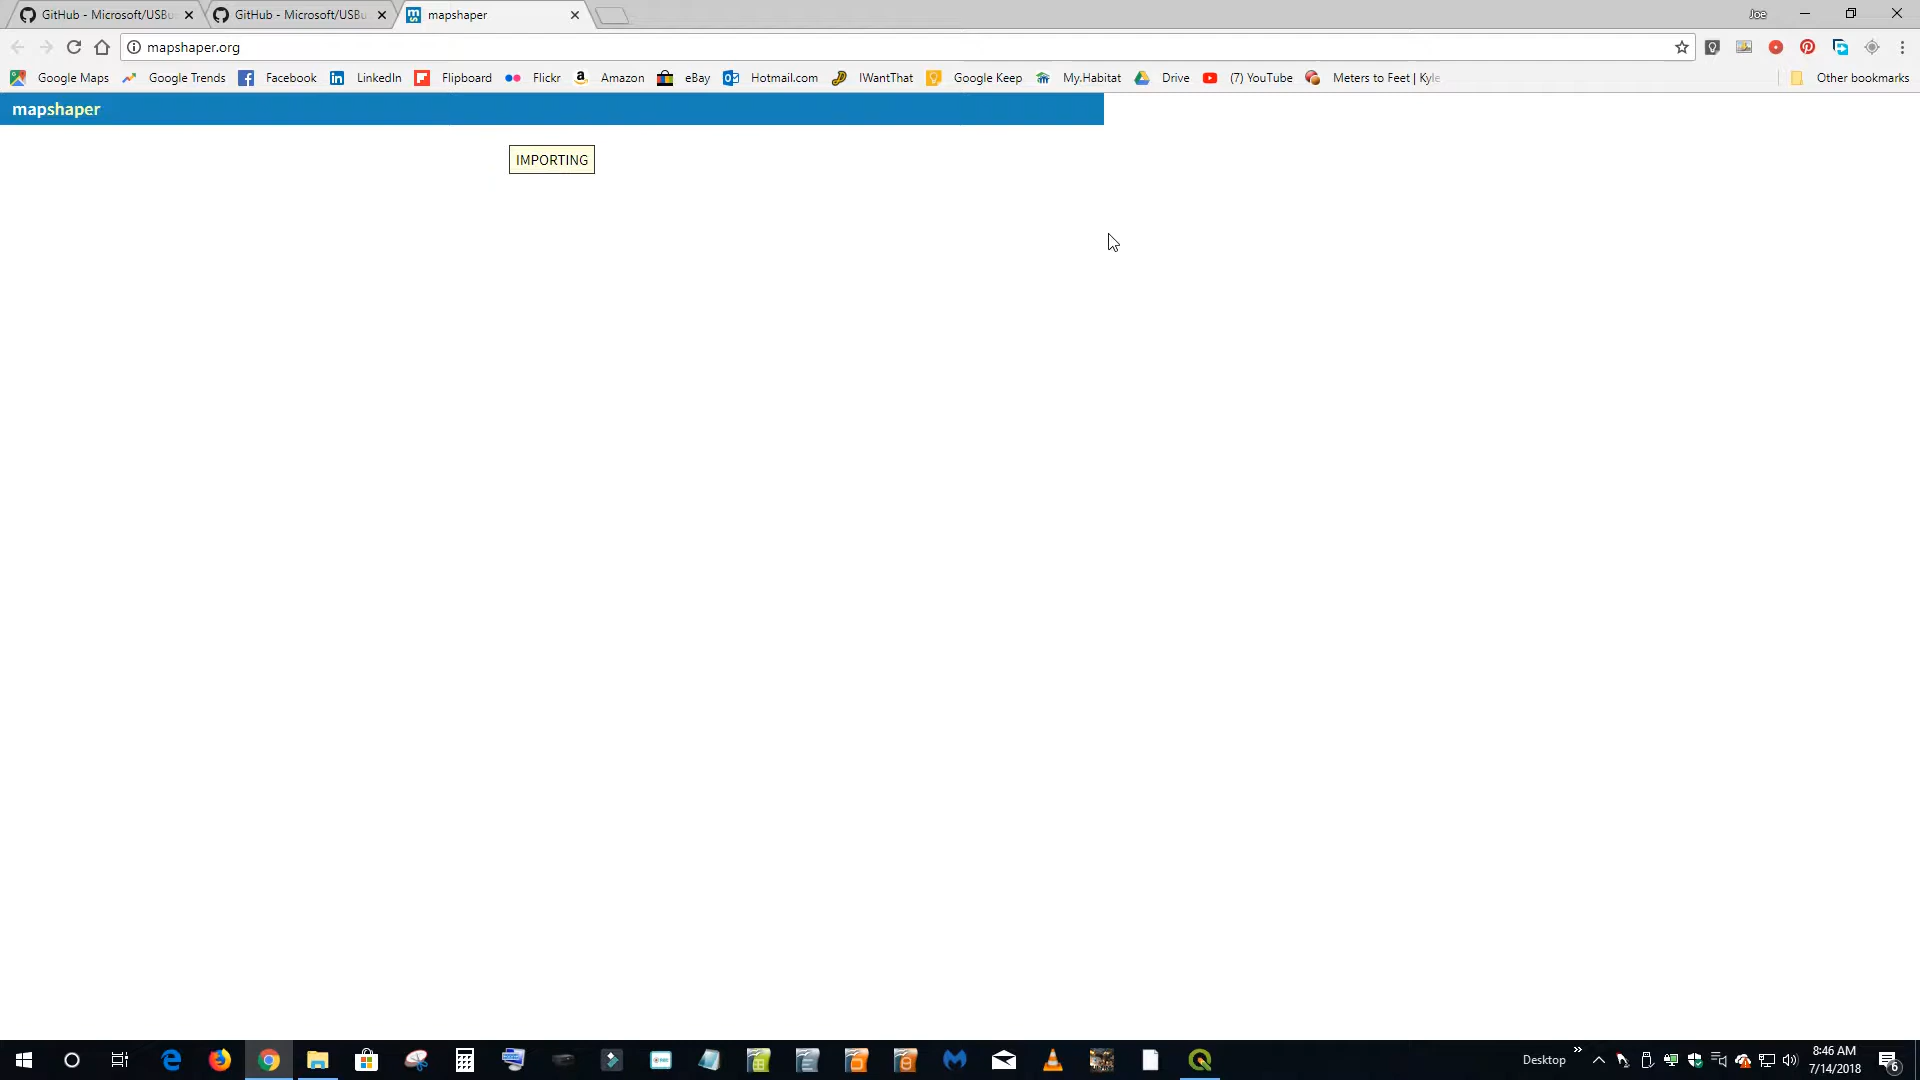 GitHub - Microsoft/USBu
GitHub - Microsoft/USBu
mapshaper
Joe
mapshaper.org
Google Maps
Google Trends
Facebook
LinkedIn
Flipboard
Flickr
Amazon
eBay
Hotmail.com
IWantThat
Google Keep
My.Habitat
Drive
(7) YouTube
Meters to Feet | Kyle
Other bookmarks
mapshaper
IMPORTING
Desktop
8:46 AM
7/14/2018
6